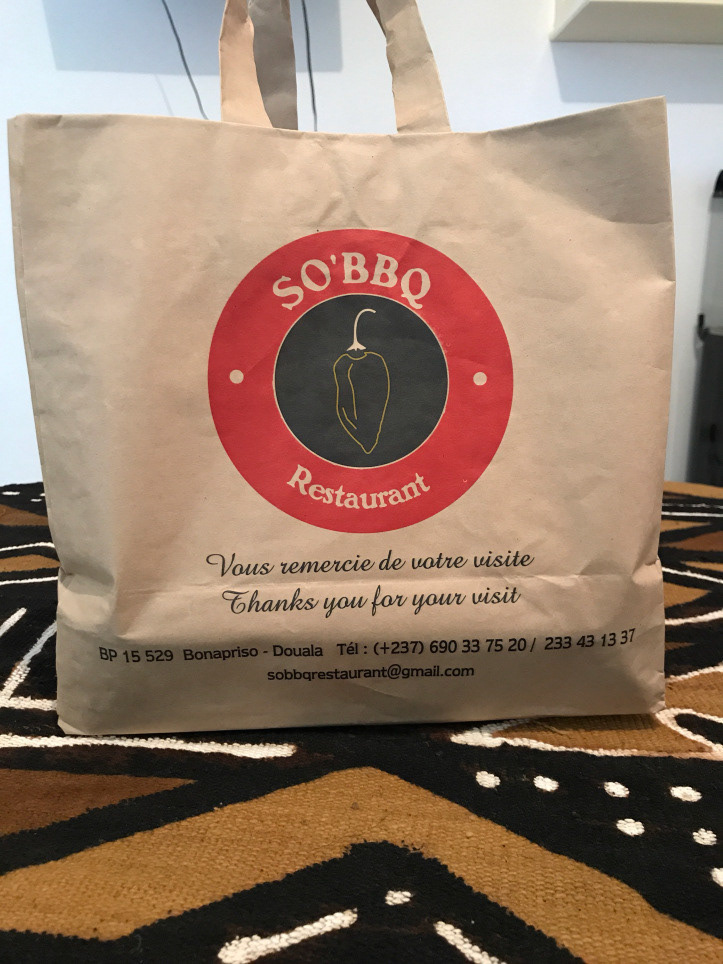 SO'BBQ
Restaurant
Vous remercie de votre visite
Thanks you for your visit
BP 15 529 Bonapriso - Douala Tél : (+237) 690 33 75 20 / 233 43 13 37
sobbqrestaurant@gmail.com